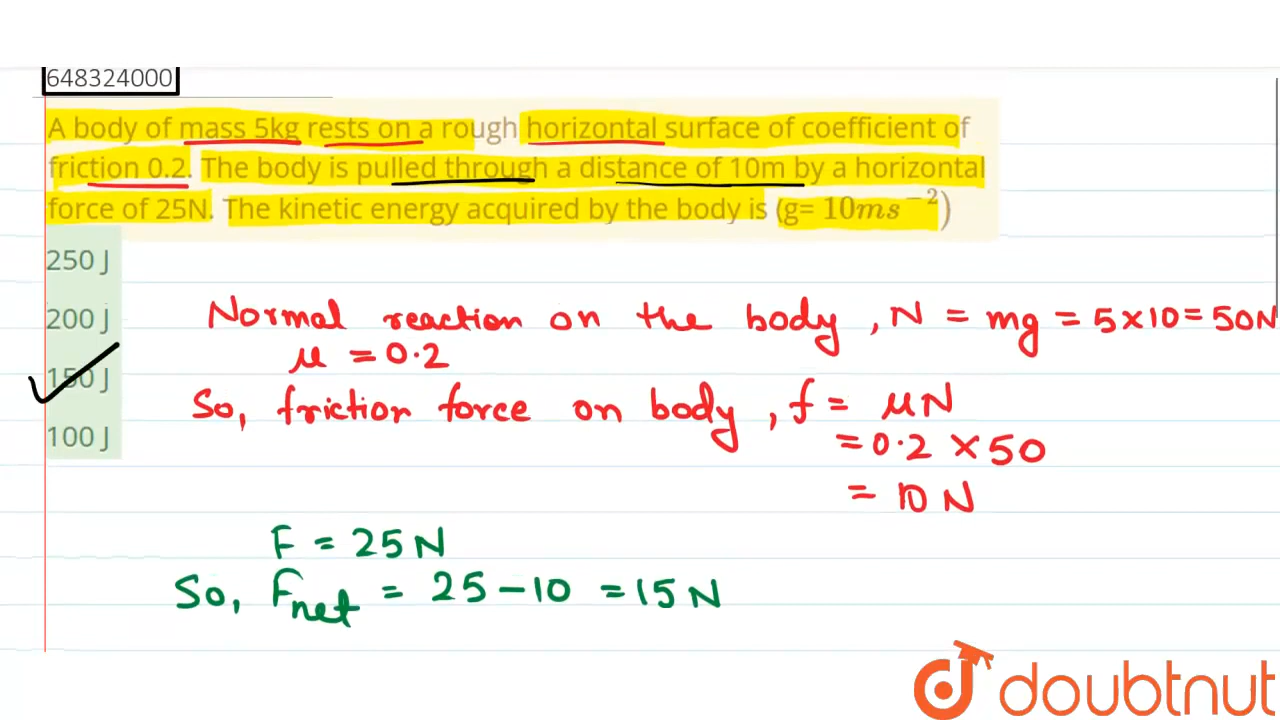 648324000
A body of mass 5kg rests on a rough horizontal surface of coefficient of
friction 0.2. The body is pulled through a distance of 10m by a horizontal
force of 25N. The kinetic energy acquired by the body is (g= 10ms⁻²)
250 J
200 J
150 J
100 J
Normal reaction on the body, N = mg = 5×10=50N
μ = 0.2
So, friction force on body, f = μN
= 0.2 × 50
= 10 N
F = 25 N
So, Fnet = 25 - 10 = 15 N
doubtnut